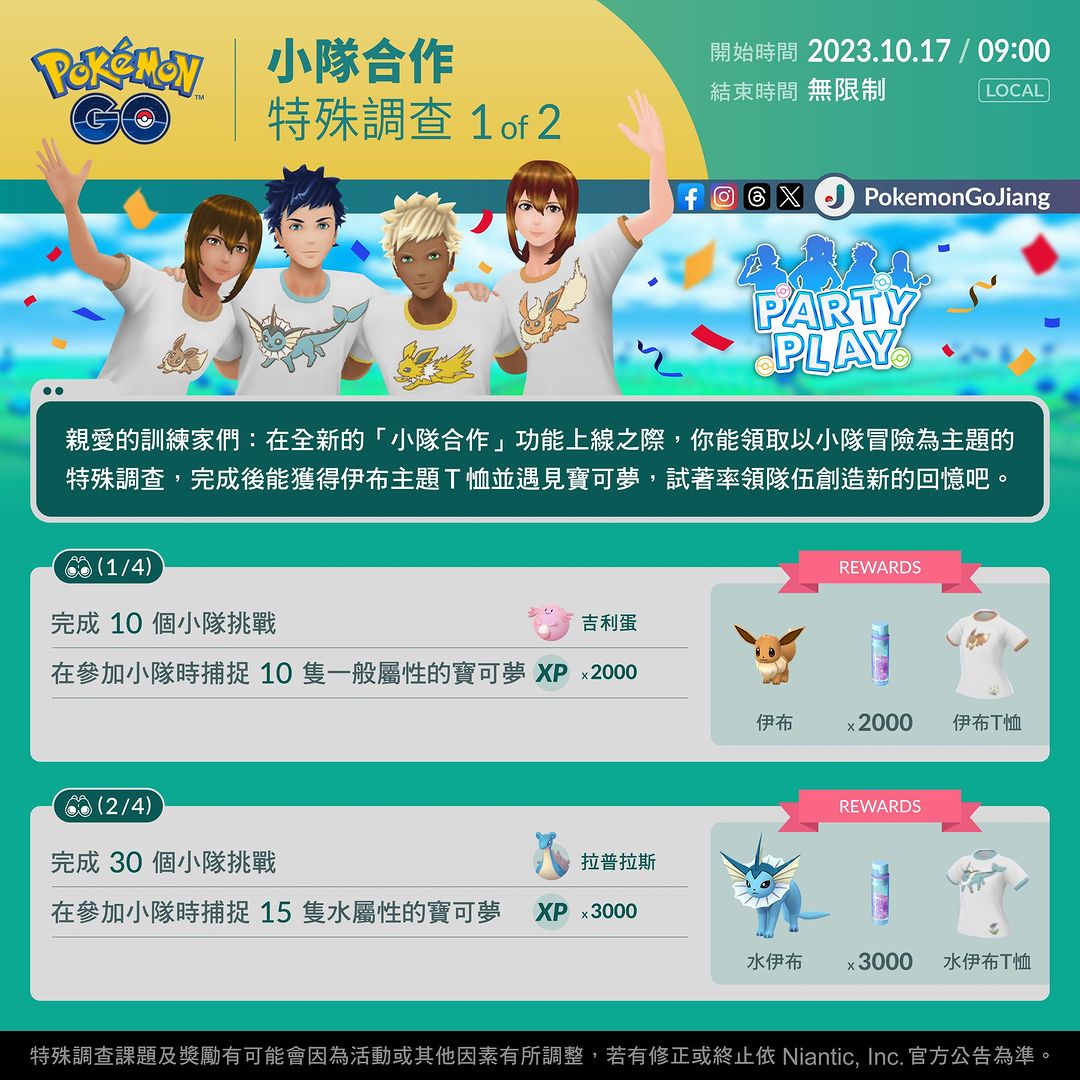 POKÉMON GO
TM
小隊合作
特殊調查 1 of 2
開始時間 2023.10.17 / 09:00
結束時間 無限制 LOCAL
PokemonGoJiang
PARTY
PLAY
親愛的訓練家們：在全新的「小隊合作」功能上線之際，你能領取以小隊冒險為主題的
特殊調查，完成後能獲得伊布主題T恤並遇見寶可夢，試著率領隊伍創造新的回憶吧。
(1/4)
REWARDS
完成 10 個小隊挑戰 吉利蛋
在參加小隊時捕捉 10 隻一般屬性的寶可夢 XP x2000
伊布 x2000 伊布T恤
(2/4)
REWARDS
完成 30 個小隊挑戰 拉普拉斯
在參加小隊時捕捉 15 隻水屬性的寶可夢 XP x3000
水伊布 x3000 水伊布T恤
特殊調查課題及獎勵有可能會因為活動或其他因素有所調整，若有修正或終止依 Niantic, Inc. 官方公告為準。